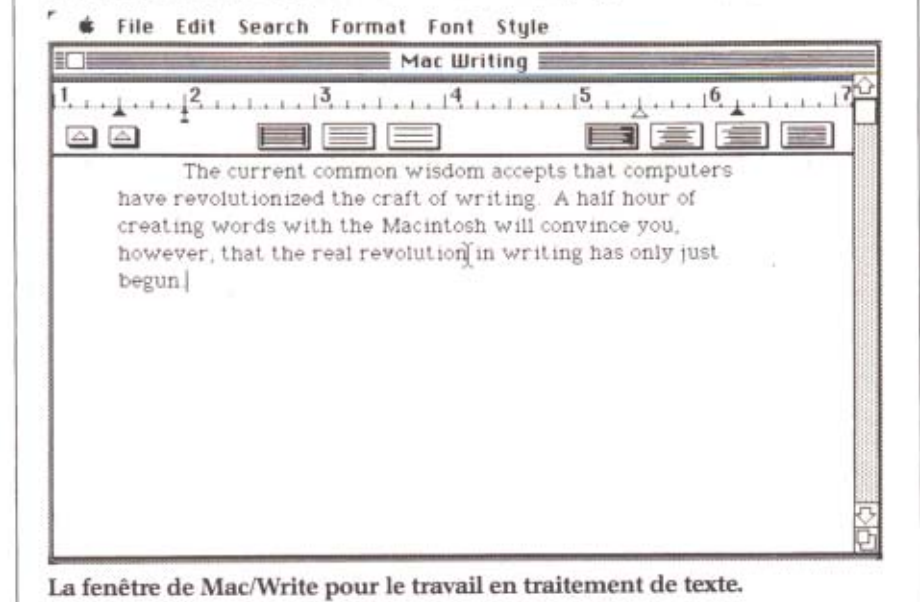 File Edit Search Format Font Style
Mac Writing
1 2 3 4 5 6 7
The current common wisdom accepts that computers
have revolutionized the craft of writing. A half hour of
creating words with the Macintosh will convince you,
however, that the real revolution in writing has only just
begun.
La fenêtre de Mac/Write pour le travail en traitement de texte.